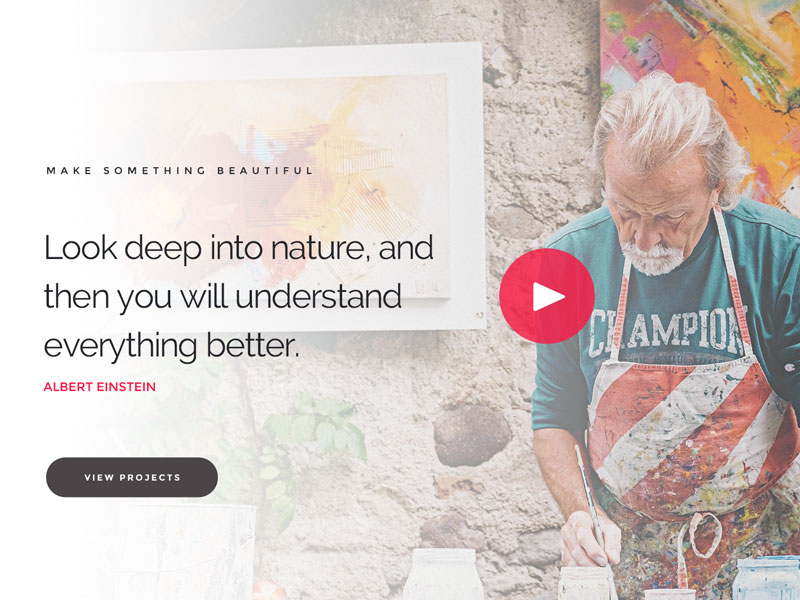 MAKE SOMETHING BEAUTIFUL
Look deep into nature, and
then you will understand
everything better.
ALBERT EINSTEIN
VIEW PROJECTS
CHAMPION